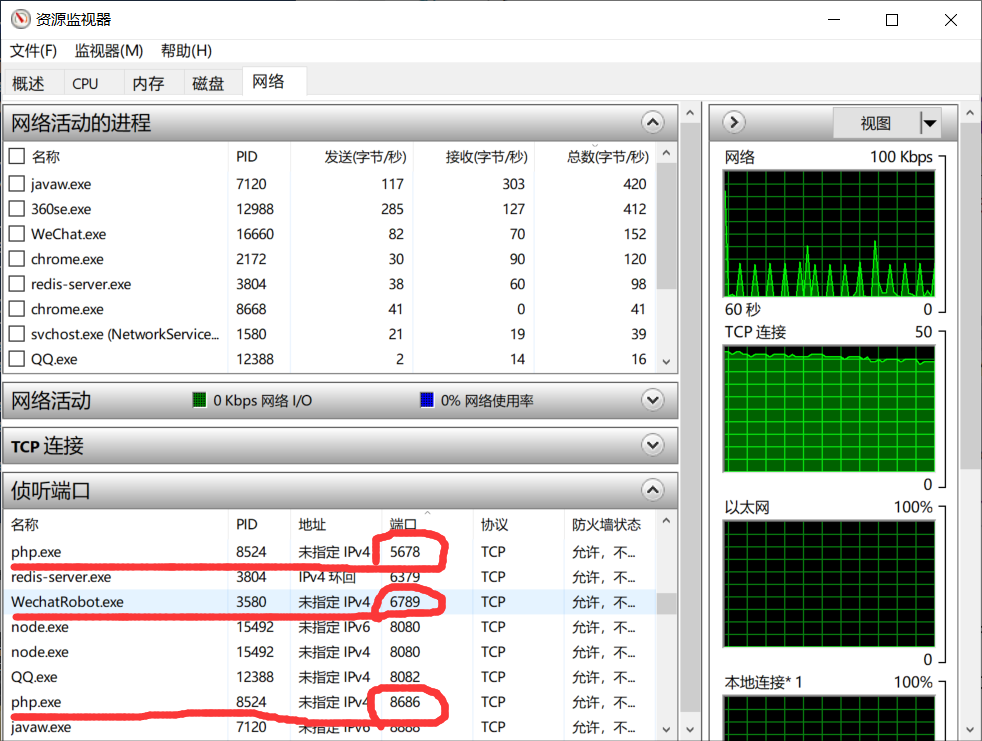 资源监视器
文件(F) 监视器(M) 帮助(H)
概述 CPU 内存 磁盘 网络
网络活动的进程
名称 PID 发送(字节/秒) 接收(字节/秒) 总数(字节/秒)
javaw.exe 7120 117 303 420
360se.exe 12988 285 127 412
WeChat.exe 16660 82 70 152
chrome.exe 2172 30 90 120
redis-server.exe 3804 38 60 98
chrome.exe 8668 41 0 41
svchost.exe (NetworkService... 1580 21 19 39
QQ.exe 12388 2 14 16
网络活动 0 Kbps 网络 I/O 0% 网络使用率
TCP 连接
侦听端口
名称 PID 地址 端口 协议 防火墙状态
php.exe 8524 未指定 IPv4 5678 TCP 允许，不...
redis-server.exe 3804 IPv4 环回 6379 TCP 允许，不...
WechatRobot.exe 3580 未指定 IPv4 6789 TCP 允许，不...
node.exe 15492 未指定 IPv6 8080 TCP 允许，不...
node.exe 15492 未指定 IPv4 8080 TCP 允许，不...
QQ.exe 12388 未指定 IPv4 8082 TCP 允许，不...
php.exe 8524 未指定 IPv4 8686 TCP 允许，不...
javaw.exe 7120 未指定 IPv6 8888 TCP 允许，不...
视图
网络 100 Kbps
60 秒 0
TCP 连接 50
0
以太网 100%
0
本地连接* 1 100%